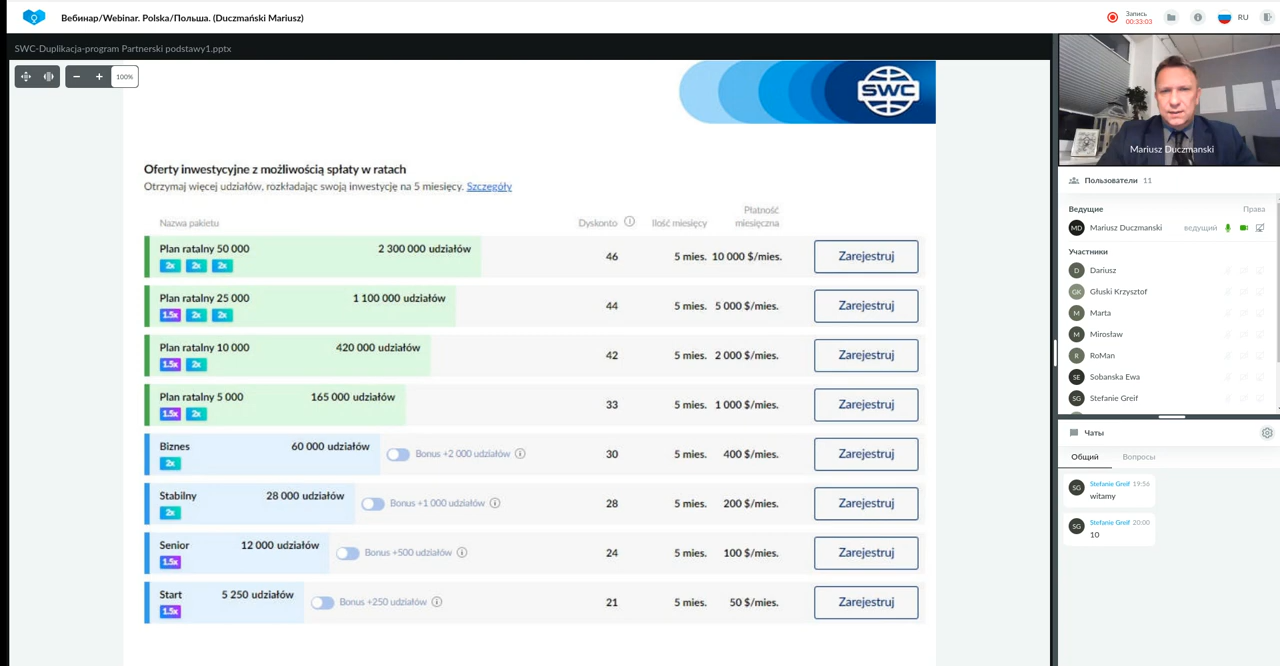 Вебинар/Webinar. Polska/Польша. (Duczmański Mariusz)
Запись
00:33:03
RU
SWC-Duplikacja-program Partnerski podstawy1.pptx
100%
SWC
Oferty inwestycyjne z możliwością spłaty w ratach
Otrzymaj więcej udziałów, rozkładając swoją inwestycję na 5 miesięcy. Szczegóły
Nazwa pakietu Dyskonto Ilość miesięcy Płatność miesięczna
Plan ratalny 50 000 2 300 000 udziałów 46 5 mies. 10 000 $/mies. Zarejestruj
2x 2x 2x
Plan ratalny 25 000 1 100 000 udziałów 44 5 mies. 5 000 $/mies. Zarejestruj
1.5x 2x 2x
Plan ratalny 10 000 420 000 udziałów 42 5 mies. 2 000 $/mies. Zarejestruj
1.5x 2x
Plan ratalny 5 000 165 000 udziałów 33 5 mies. 1 000 $/mies. Zarejestruj
1.5x 2x
Biznes 60 000 udziałów Bonus +2 000 udziałów 30 5 mies. 400 $/mies. Zarejestruj
2x
Stabilny 28 000 udziałów Bonus +1 000 udziałów 28 5 mies. 200 $/mies. Zarejestruj
2x
Senior 12 000 udziałów Bonus +500 udziałów 24 5 mies. 100 $/mies. Zarejestruj
1.5x
Start 5 250 udziałów Bonus +250 udziałów 21 5 mies. 50 $/mies. Zarejestruj
1.5x
Mariusz Duczmanski
Пользователи 11
Ведущие Права
MD Mariusz Duczmanski ведущий
Участники
D Dariusz
GK Głuski Krzysztof
M Marta
M Mirosław
R RoMan
SE Sobanska Ewa
SG Stefanie Greif
Чаты
Общий Вопросы
SG Stefanie Greif 19:56
witamy
SG Stefanie Greif 20:00
10